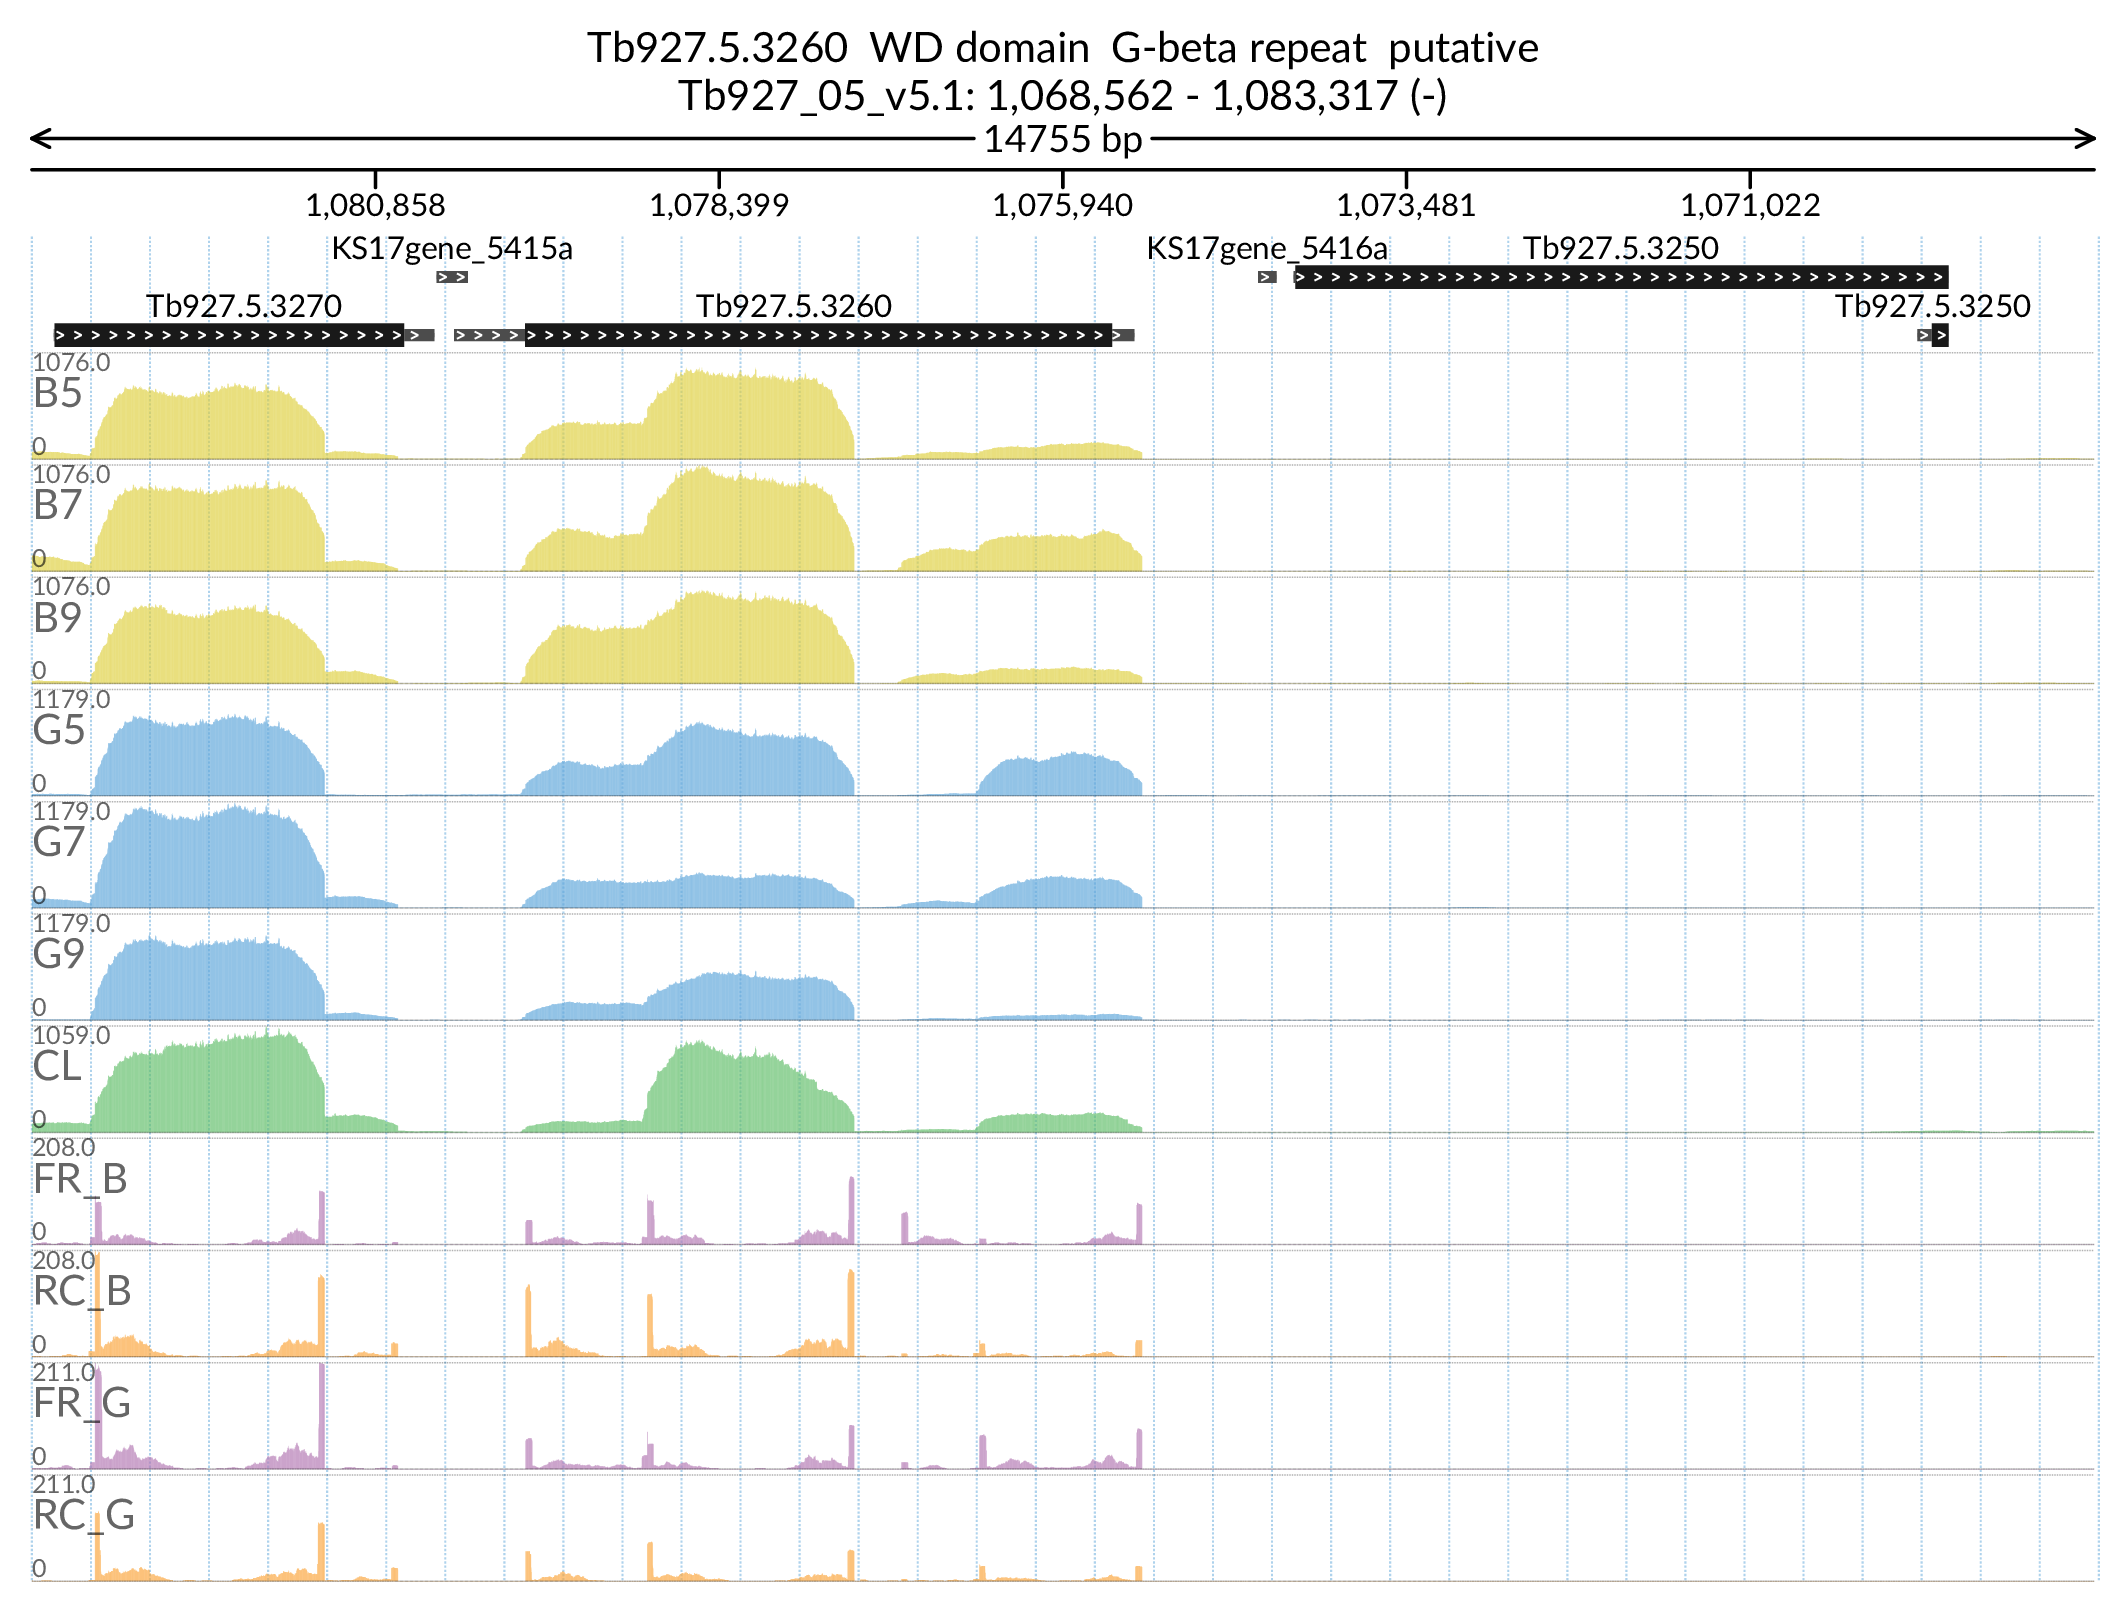 Tb927.5.3260  WD domain  G-beta repeat  putative
Tb927_05_v5.1: 1,068,562 - 1,083,317 (-)
14755 bp
1,080,858 1,078,399 1,075,940 1,073,481 1,071,022
KS17gene_5415a KS17gene_5416a Tb927.5.3250
Tb927.5.3270 Tb927.5.3260 Tb927.5.3250
1076.0
B5
0
1076.0
B7
0
1076.0
B9
0
1179.0
G5
0
1179.0
G7
0
1179.0
G9
0
1059.0
CL
0
208.0
FR_B
0
208.0
RC_B
0
211.0
FR_G
0
211.0
RC_G
0